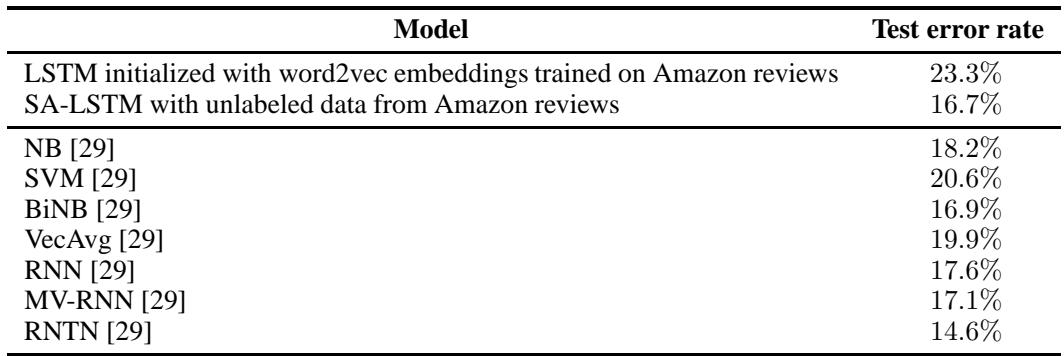 Model Test error rate
LSTM initialized with word2vec embeddings trained on Amazon reviews 23.3%
SA-LSTM with unlabeled data from Amazon reviews 16.7%
NB [29] 18.2%
SVM [29] 20.6%
BiNB [29] 16.9%
VecAvg [29] 19.9%
RNN [29] 17.6%
MV-RNN [29] 17.1%
RNTN [29] 14.6%